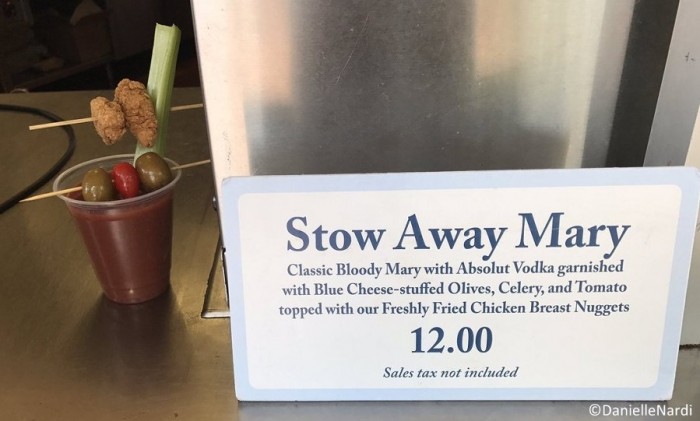 Stow Away Mary
Classic Bloody Mary with Absolut Vodka garnished
with Blue Cheese-stuffed Olives, Celery, and Tomato
topped with our Freshly Fried Chicken Breast Nuggets
12.00
Sales tax not included
©DanielleNardi